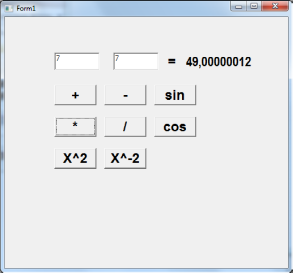 Form1
7 7 = 49,00000012
+ - sin
* / cos
X^2 X^-2